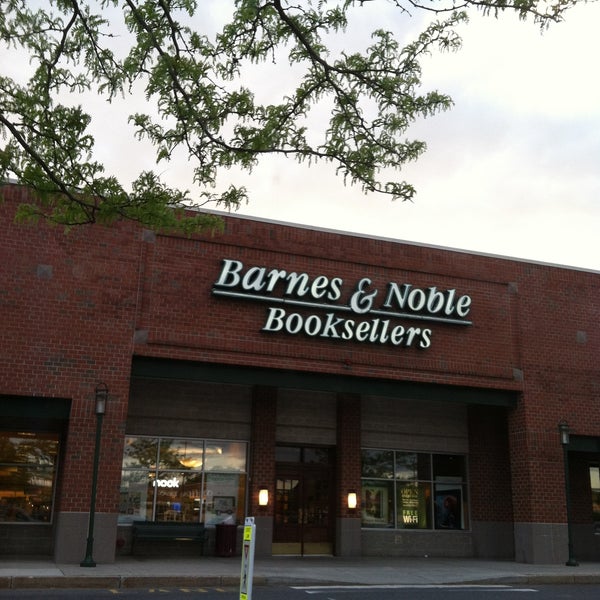 Barnes & Noble
Booksellers
nook
OPEN
FREE
Wi-Fi